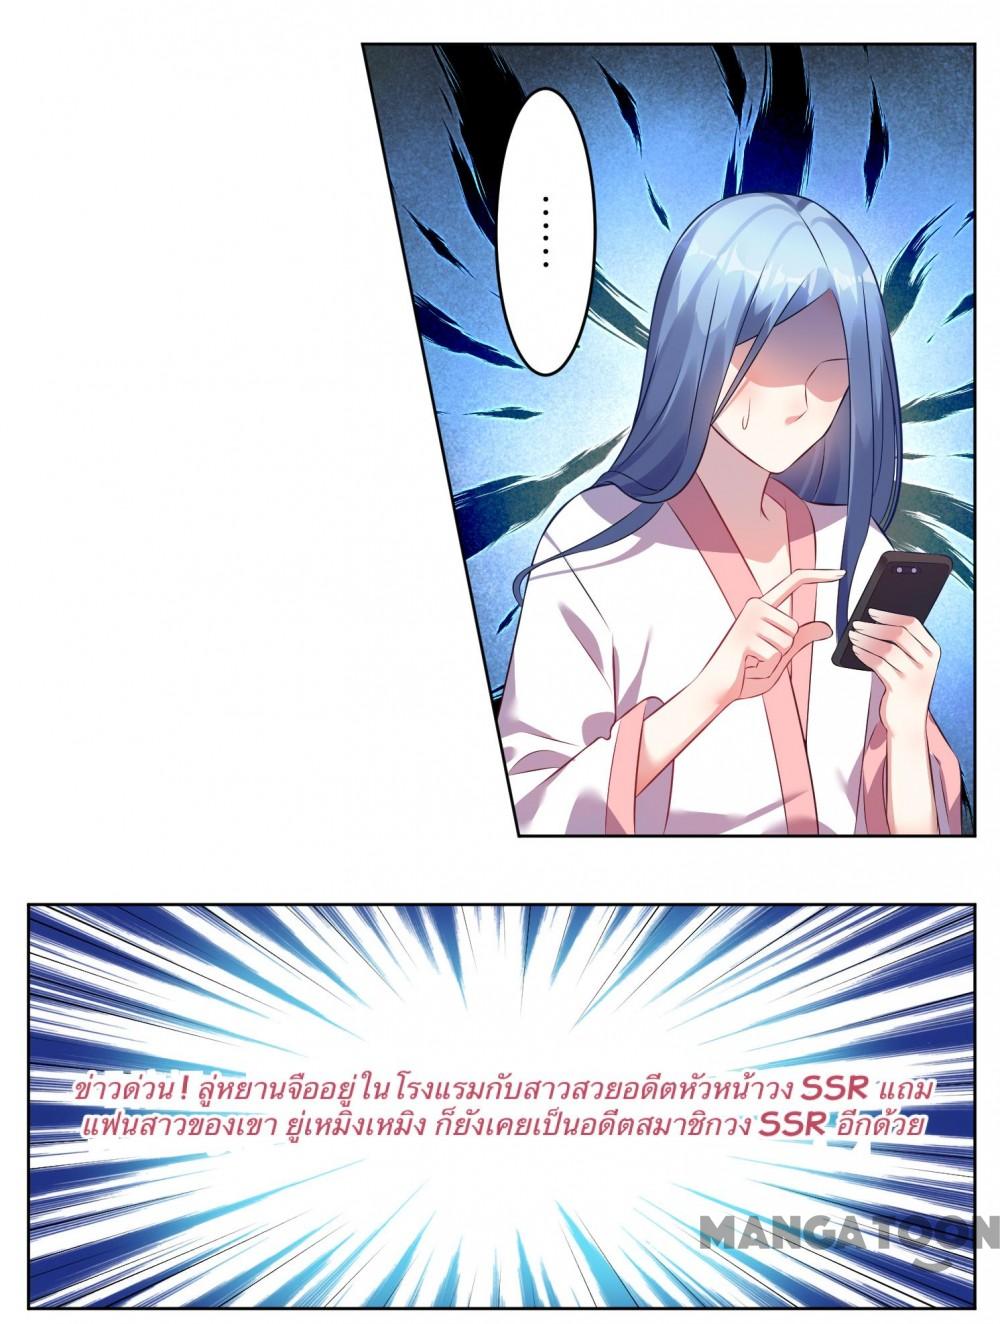 ......
ข่าวด่วน! ลู่หยานจืออยู่ในโรงแรมกับสาวสวยอดีตหัวหน้าวง SSR แถม
แฟนสาวของเขา ยู่เหมิงเหมิง ก็ยังเคยเป็นอดีตสมาชิกวง SSR อีกด้วย
MANGATOON